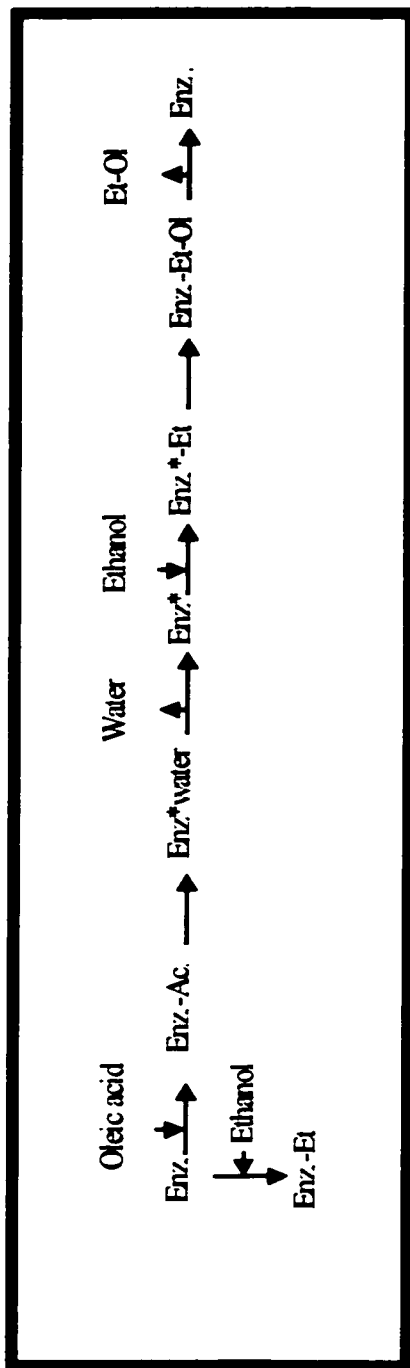 Oleic acid Water Ethanol Et-Ol
Enz. Enz.-Ac. Enz*water Enz* Enz*-Et Enz.-Et-Ol Enz.
Ethanol
Enz.-Et